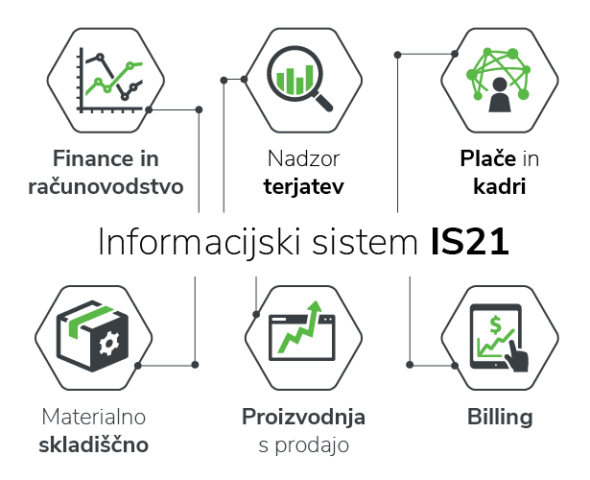 Finance in
računovodstvo
Nadzor
terjatev
Plače in
kadri
Informacijski sistem IS21
Materialno
skladiščno
Proizvodnja
s prodajo
Billing
$